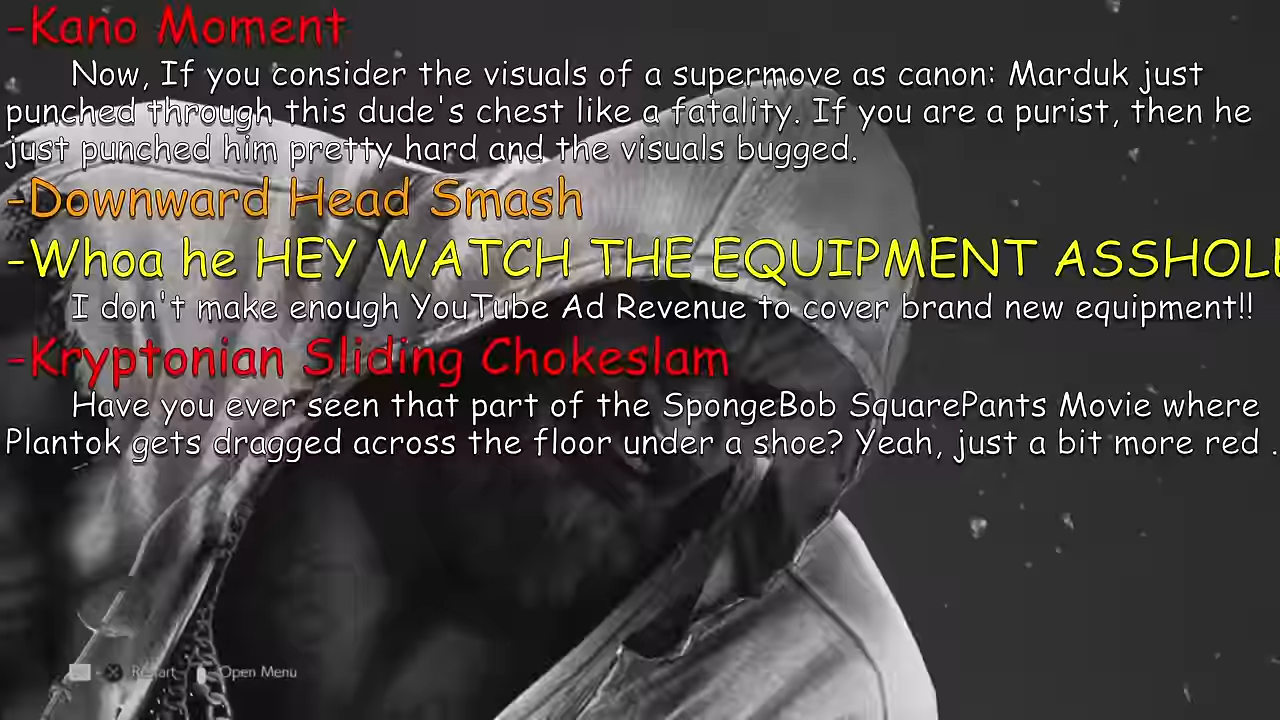 -Kano Moment
Now, If you consider the visuals of a supermove as canon: Marduk just
punched through this dude's chest like a fatality. If you are a purist, then he
just punched him pretty hard and the visuals bugged.
-Downward Head Smash
-Whoa he HEY WATCH THE EQUIPMENT ASSHOLE
I don't make enough YouTube Ad Revenue to cover brand new equipment!!
-Kryptonian Sliding Chokeslam
Have you ever seen that part of the SpongeBob SquarePants Movie where
Plantok gets dragged across the floor under a shoe? Yeah, just a bit more red .
Restart Open Menu